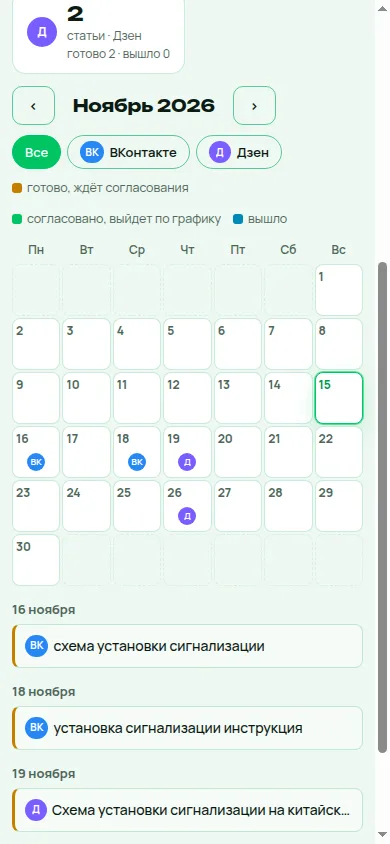 2
Д
статьи · Дзен
готово 2 · вышло 0
‹ Ноябрь 2026 ›
Все ВК ВКонтакте Д Дзен
готово, ждёт согласования
согласовано, выйдет по графику вышло
Пн Вт Ср Чт Пт Сб Вс
1
2 3 4 5 6 7 8
9 10 11 12 13 14 15
16 17 18 19 20 21 22
ВК ВК Д
23 24 25 26 27 28 29
Д
30
16 ноября
ВК схема установки сигнализации
18 ноября
ВК установка сигнализации инструкция
19 ноября
Д Схема установки сигнализации на китайск...